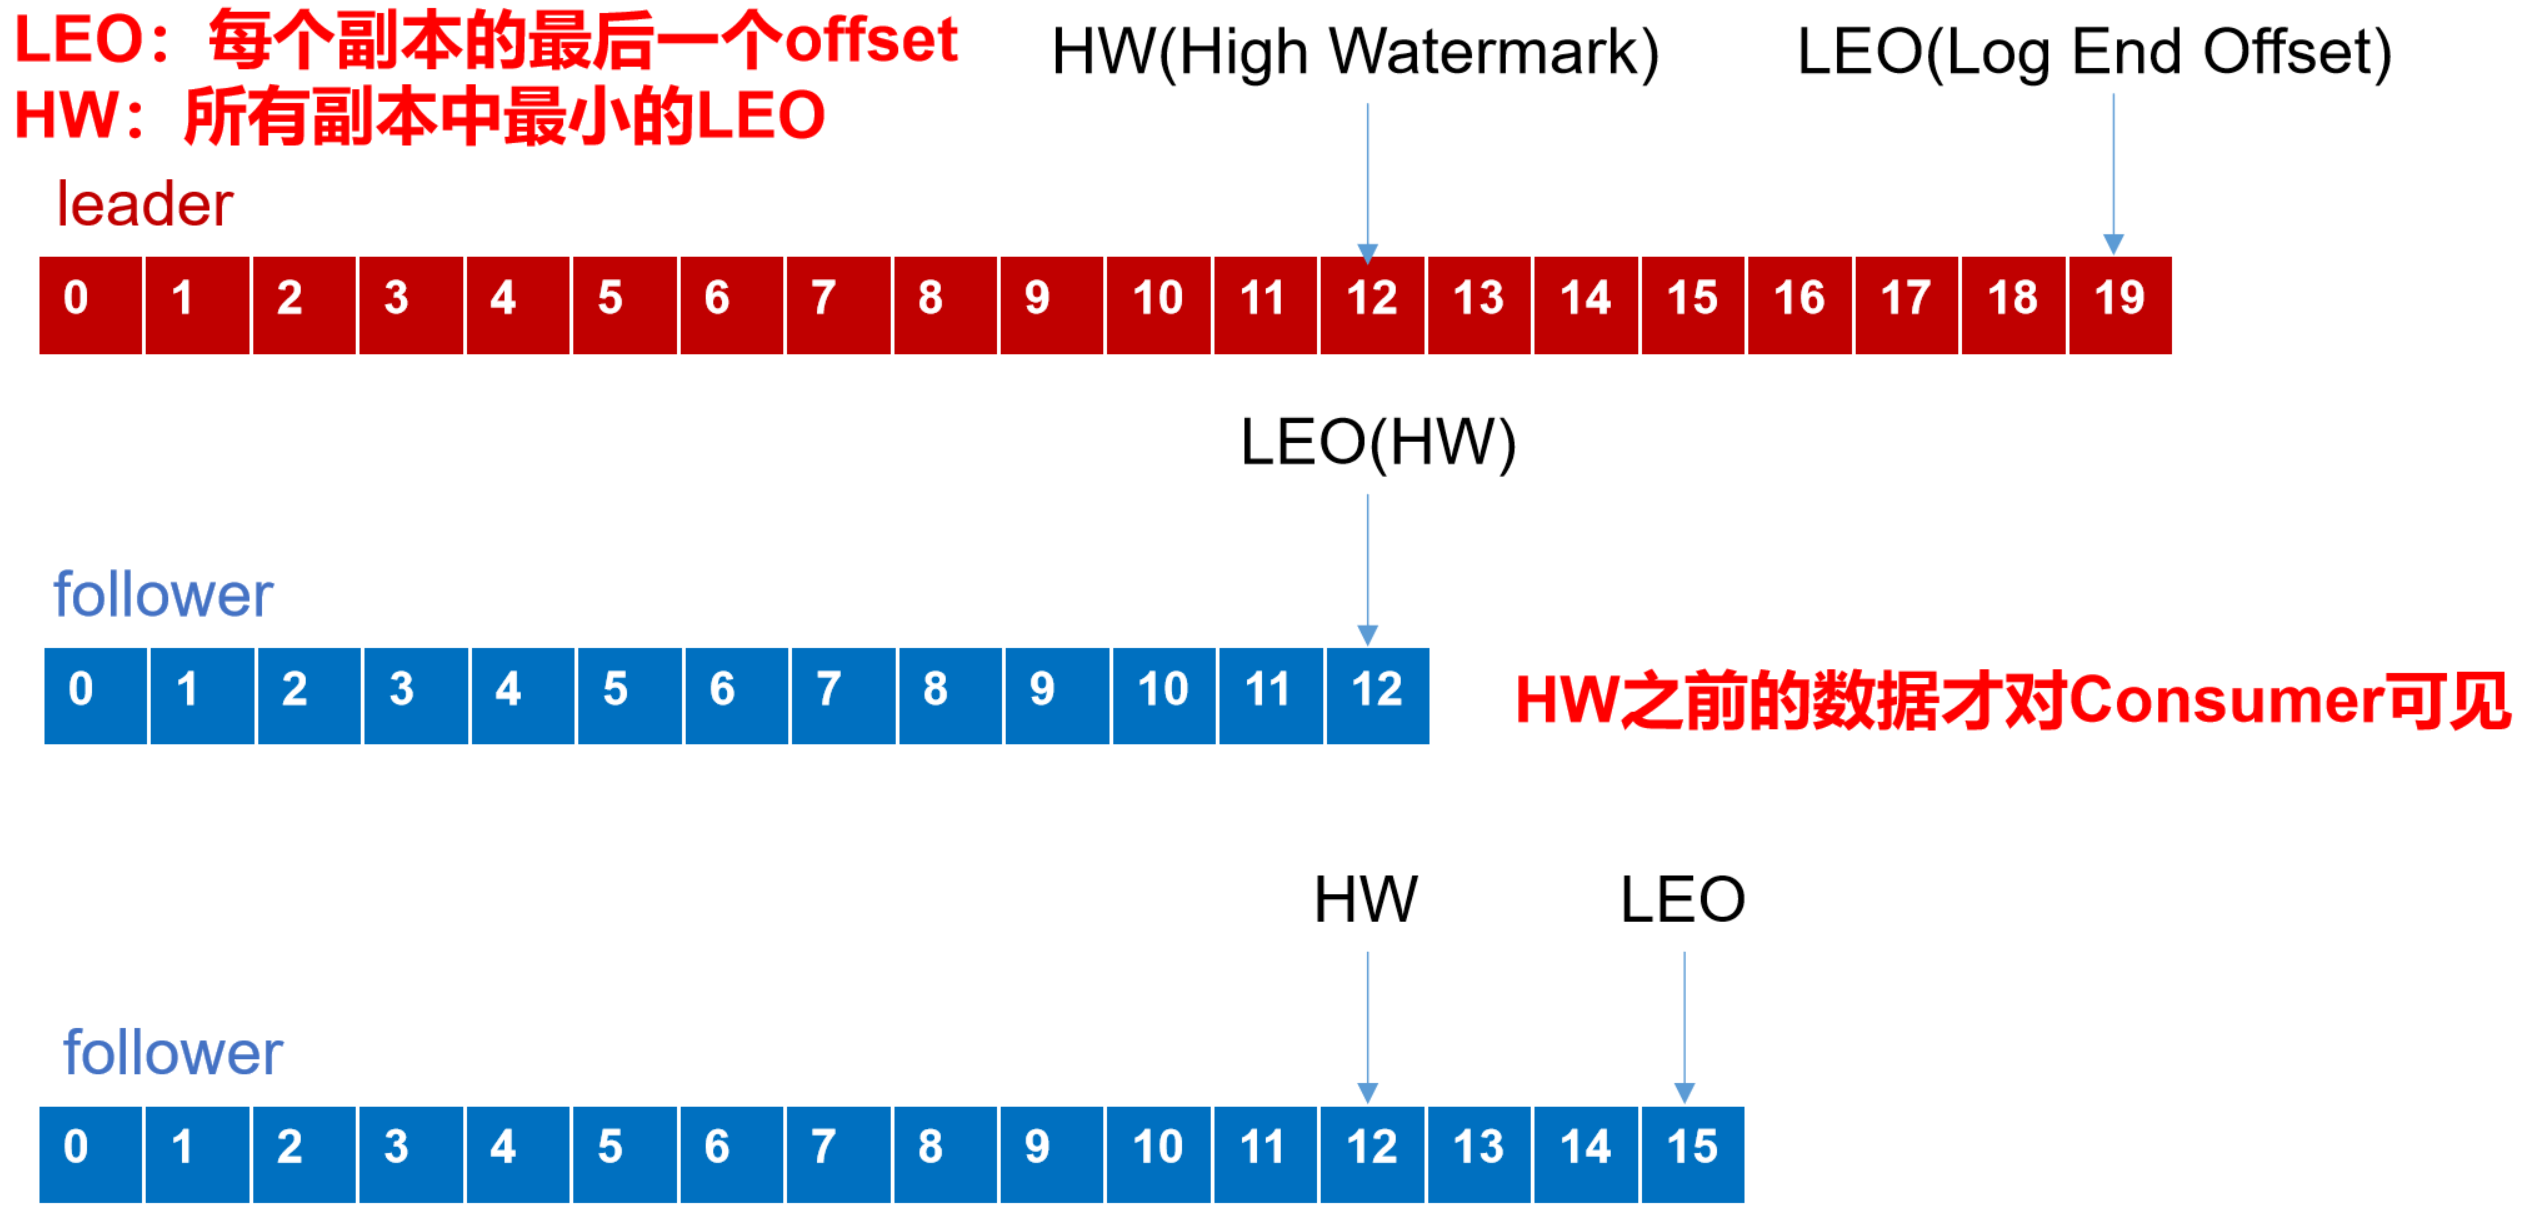 LEO：每个副本的最后一个offset
HW：所有副本中最小的LEO
HW(High Watermark)
LEO(Log End Offset)
leader
0 1 2 3 4 5 6 7 8 9 10 11 12 13 14 15 16 17 18 19
LEO(HW)
follower
0 1 2 3 4 5 6 7 8 9 10 11 12
HW之前的数据才对Consumer可见
HW
LEO
follower
0 1 2 3 4 5 6 7 8 9 10 11 12 13 14 15